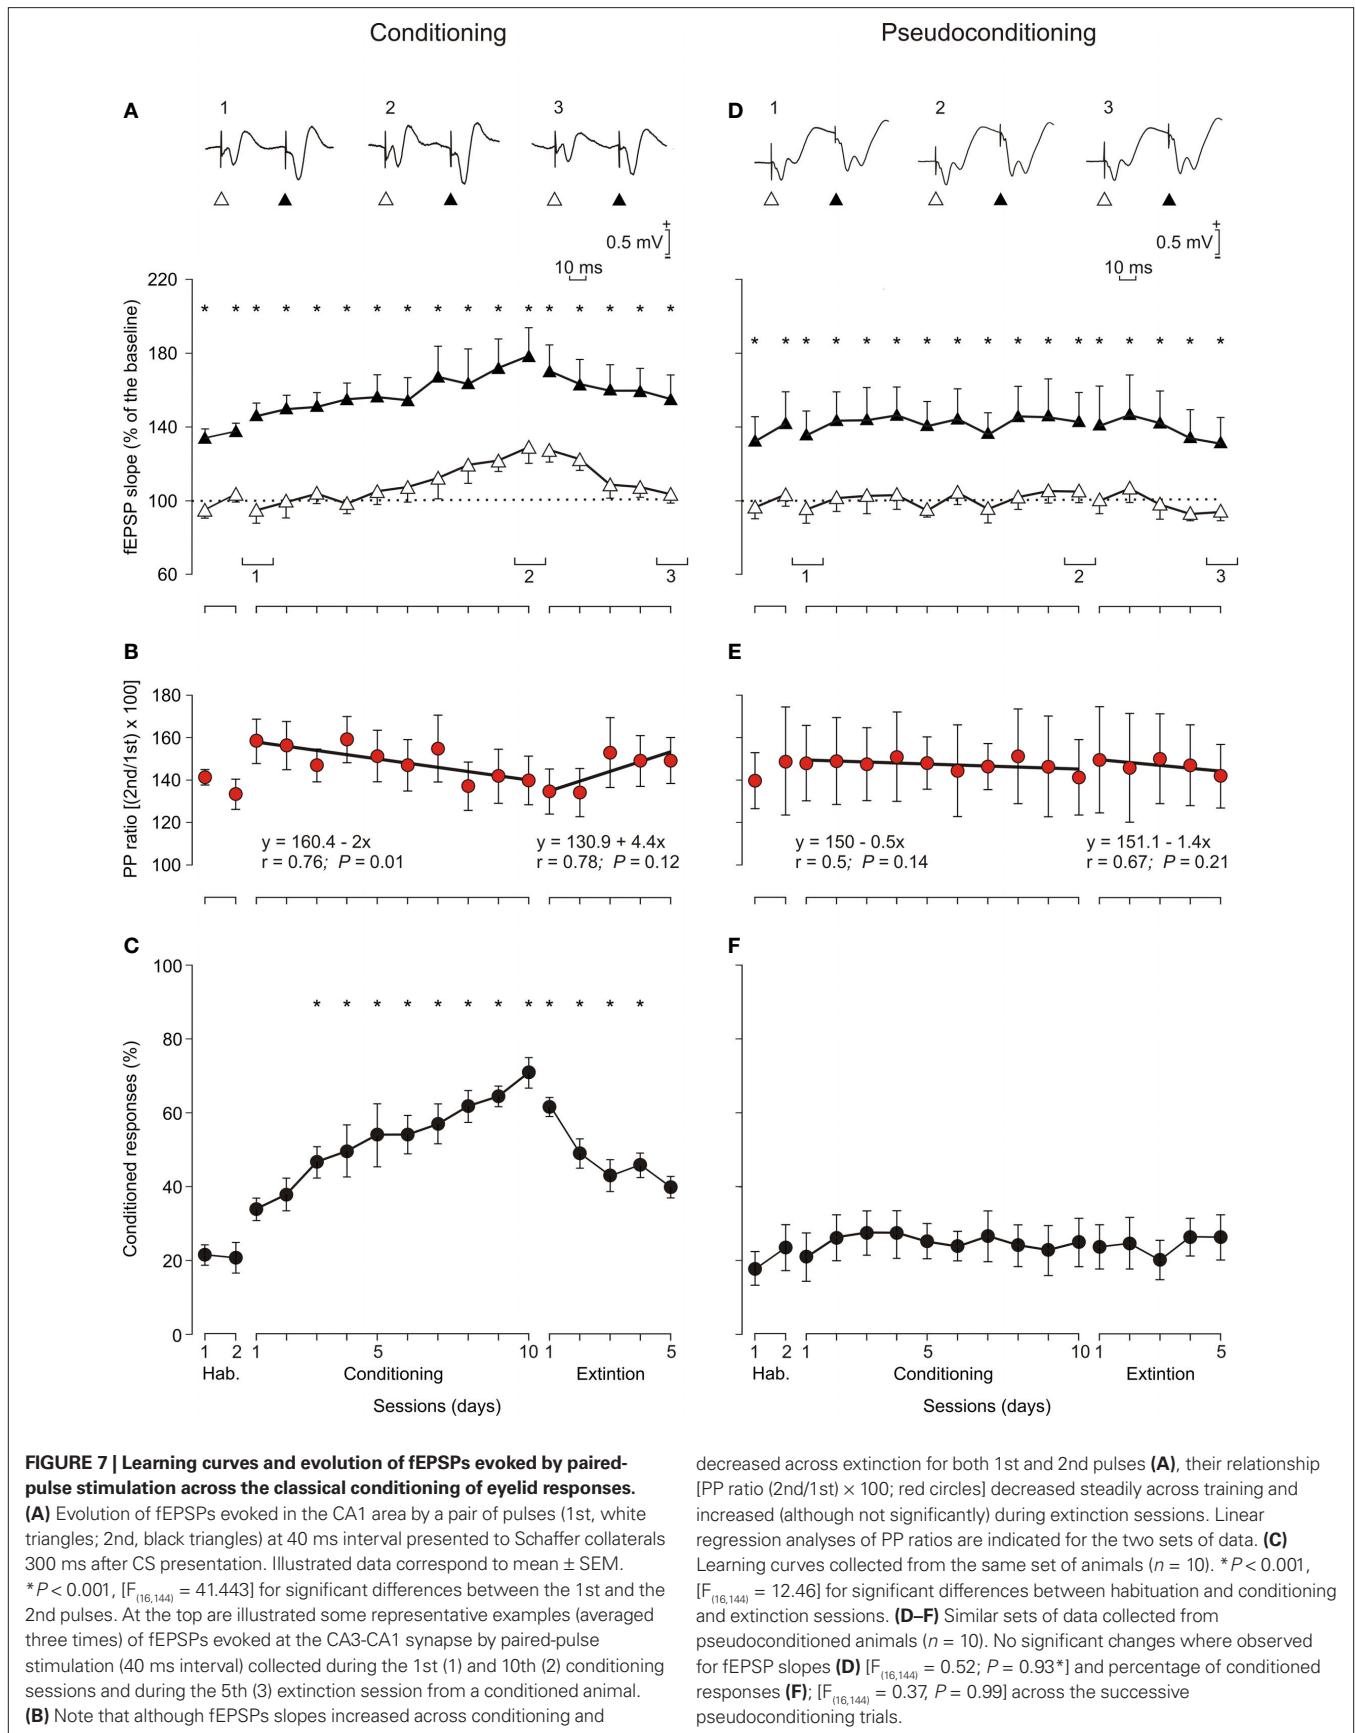 Conditioning
Pseudoconditioning
A
1
2
3
0.5 mV
+
-
10 ms
fEPSP slope (% of the baseline)
220
180
140
100
60
* * * * * * * * * * * * * * * * *
1
2
3
D
1
2
3
0.5 mV
+
-
10 ms
* * * * * * * * * * * * * * * * *
1
2
3
B
PP ratio [(2nd/1st) x 100]
180
160
140
120
100
y = 160.4 - 2x
r = 0.76; P = 0.01
y = 130.9 + 4.4x
r = 0.78; P = 0.12
E
y = 150 - 0.5x
r = 0.5; P = 0.14
y = 151.1 - 1.4x
r = 0.67; P = 0.21
C
Conditioned responses (%)
100
80
60
40
20
0
* * * * * * * * * * * *
1 2 1 5 10 1 5
Hab. Conditioning Extintion
Sessions (days)
F
1 2 1 5 10 1 5
Hab. Conditioning Extintion
Sessions (days)
FIGURE 7 | Learning curves and evolution of fEPSPs evoked by paired-
pulse stimulation across the classical conditioning of eyelid responses.
(A) Evolution of fEPSPs evoked in the CA1 area by a pair of pulses (1st, white
triangles; 2nd, black triangles) at 40 ms interval presented to Schaffer collaterals
300 ms after CS presentation. Illustrated data correspond to mean ± SEM.
*P < 0.001, [F(16,144) = 41.443] for significant differences between the 1st and the
2nd pulses. At the top are illustrated some representative examples (averaged
three times) of fEPSPs evoked at the CA3-CA1 synapse by paired-pulse
stimulation (40 ms interval) collected during the 1st (1) and 10th (2) conditioning
sessions and during the 5th (3) extinction session from a conditioned animal.
(B) Note that although fEPSPs slopes increased across conditioning and
decreased across extinction for both 1st and 2nd pulses (A), their relationship
[PP ratio (2nd/1st) × 100; red circles] decreased steadily across training and
increased (although not significantly) during extinction sessions. Linear
regression analyses of PP ratios are indicated for the two sets of data. (C)
Learning curves collected from the same set of animals (n = 10). *P < 0.001,
[F(16,144) = 12.46] for significant differences between habituation and conditioning
and extinction sessions. (D–F) Similar sets of data collected from
pseudoconditioned animals (n = 10). No significant changes where observed
for fEPSP slopes (D) [F(16,144) = 0.52; P = 0.93*] and percentage of conditioned
responses (F); [F(16,144) = 0.37, P = 0.99] across the successive
pseudoconditioning trials.